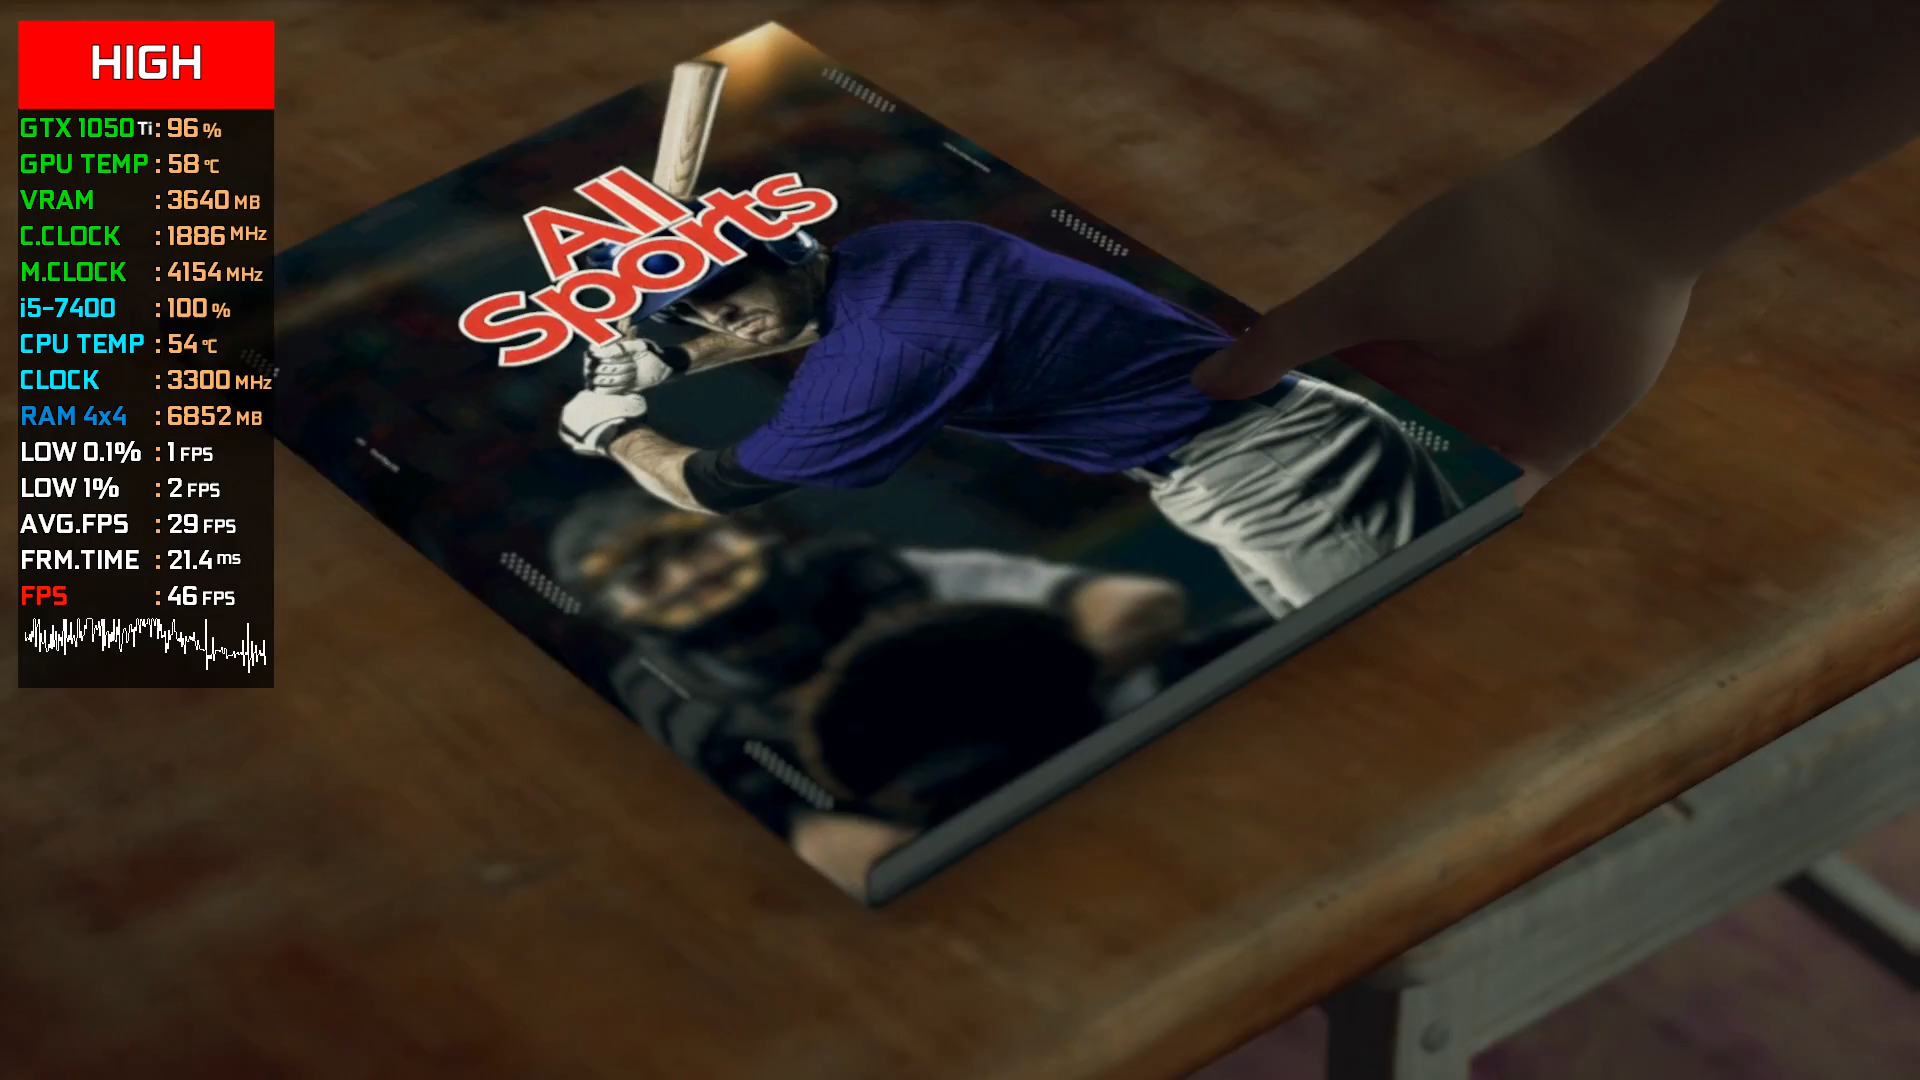 HIGH
GTX 1050 Ti : 96 %
GPU TEMP : 58 °C
VRAM : 3640 MB
C.CLOCK : 1886 MHz
M.CLOCK : 4154 MHz
i5-7400 : 100 %
CPU TEMP : 54 °C
CLOCK : 3300 MHz
RAM 4x4 : 6852 MB
LOW 0.1% : 1 FPS
LOW 1% : 2 FPS
AVG.FPS : 29 FPS
FRM.TIME : 21.4 ms
FPS : 46 FPS
All
Sports